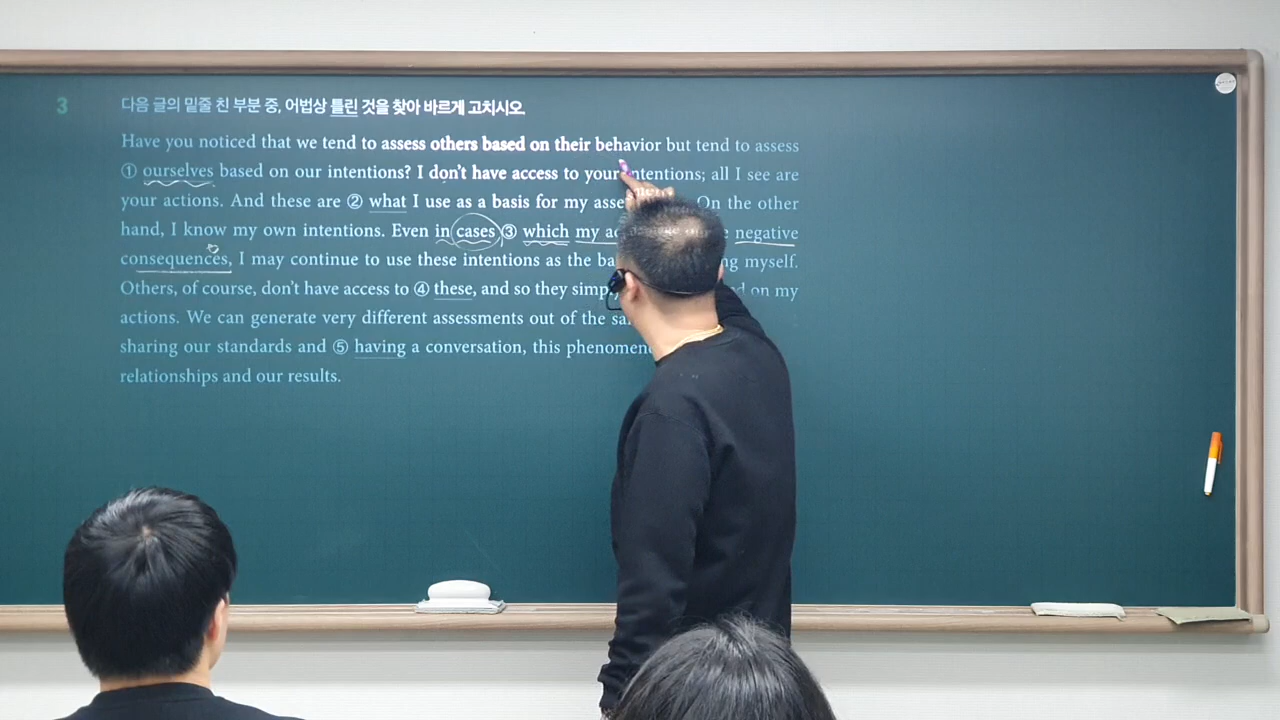 3
다음 글의 밑줄 친 부분 중, 어법상 틀린 것을 찾아 바르게 고치시오.
Have you noticed that we tend to assess others based on their behavior but tend to assess
① ourselves based on our intentions? I don't have access to your intentions; all I see are
your actions. And these are ② what I use as a basis for my On the other
hand, I know my own intentions. Even in cases ③ which my negative
consequences, I may continue to use these intentions as the myself.
Others, of course, don't have access to ④ these, and so they on my
actions. We can generate very different assessments out of the
sharing our standards and ⑤ having a conversation, this
relationships and our results.